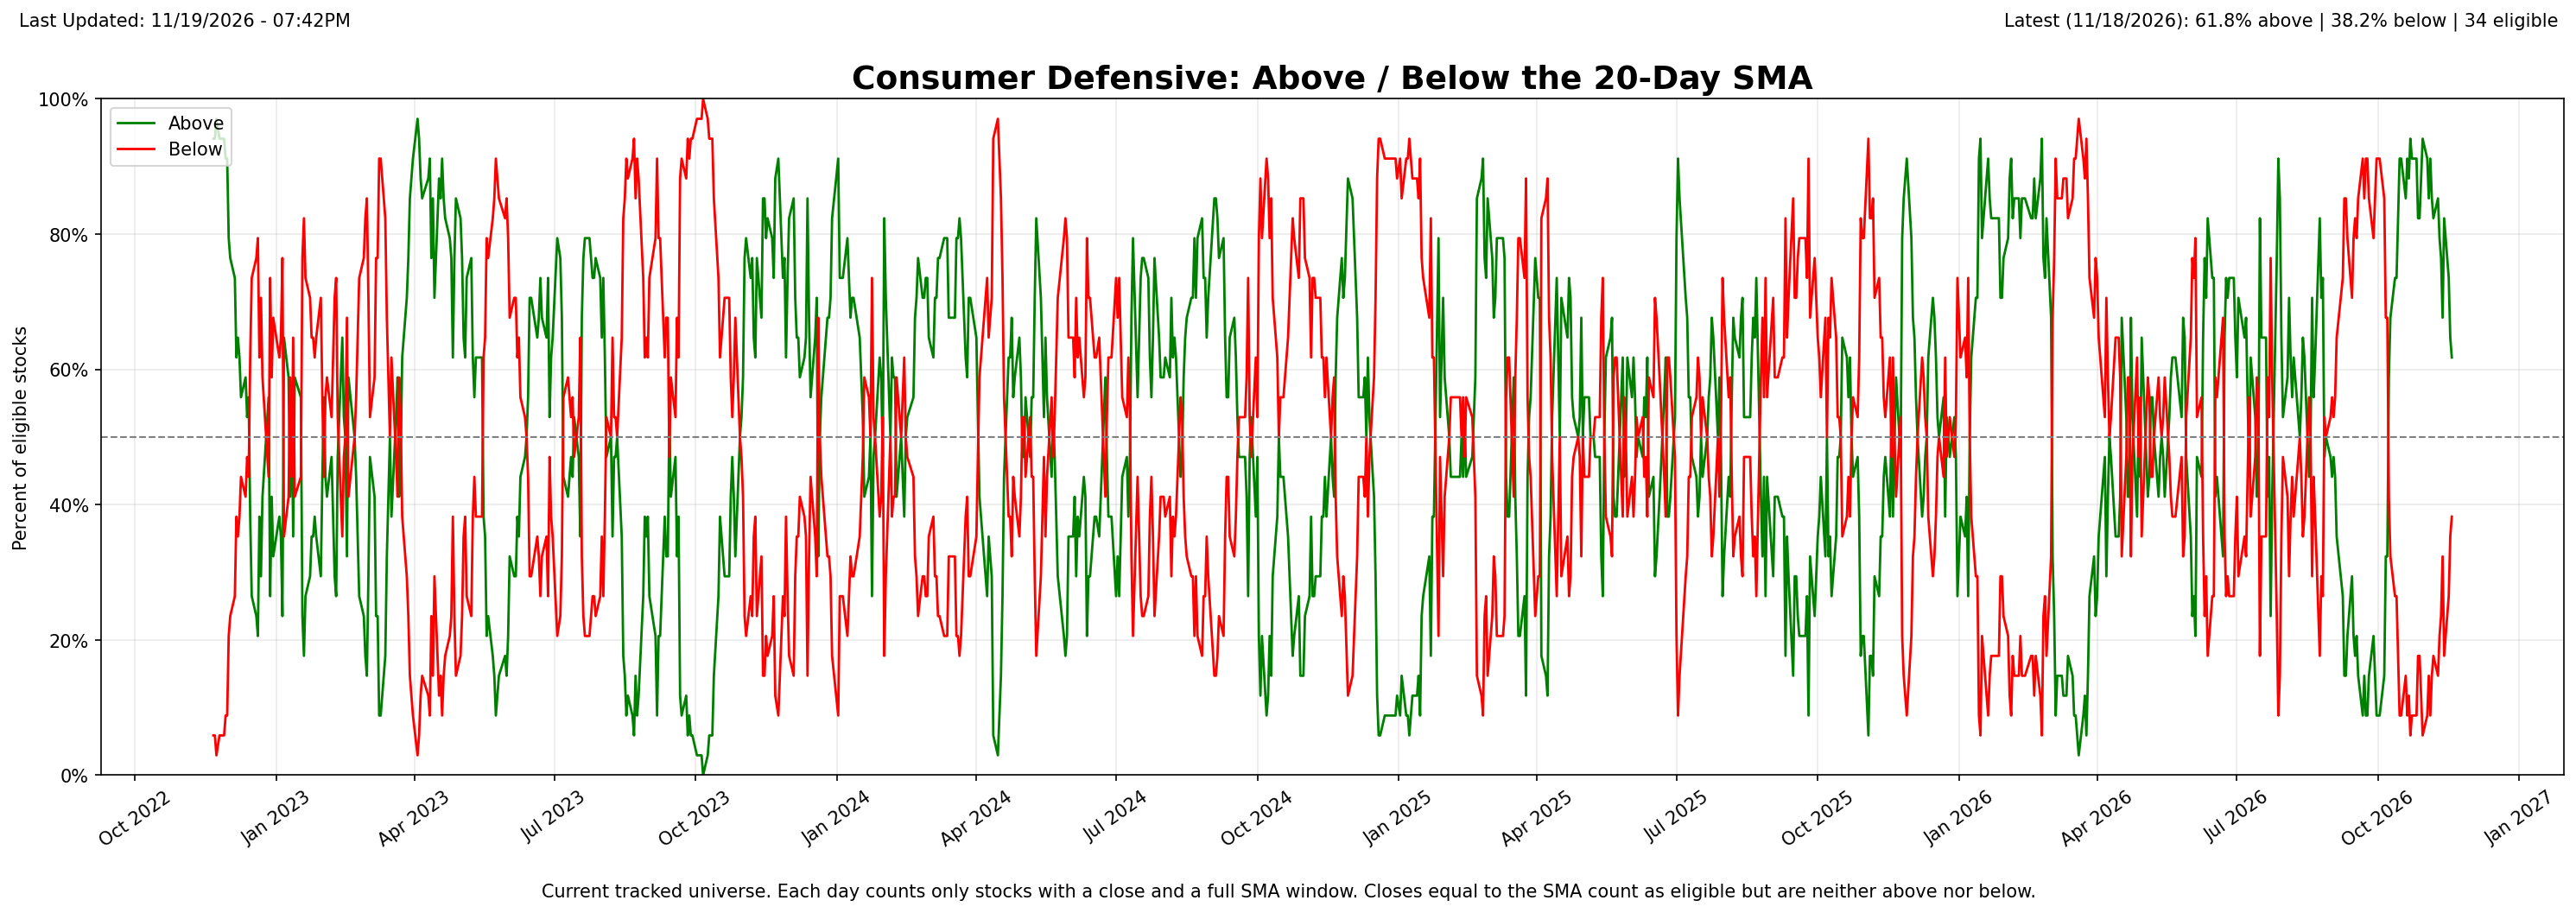 Last Updated: 11/19/2026 - 07:42PM
Latest (11/18/2026): 61.8% above | 38.2% below | 34 eligible
Consumer Defensive: Above / Below the 20-Day SMA
Above
Below
Percent of eligible stocks
100%
80%
60%
40%
20%
0%
Oct 2022
Jan 2023
Apr 2023
Jul 2023
Oct 2023
Jan 2024
Apr 2024
Jul 2024
Oct 2024
Jan 2025
Apr 2025
Jul 2025
Oct 2025
Jan 2026
Apr 2026
Jul 2026
Oct 2026
Jan 2027
Current tracked universe. Each day counts only stocks with a close and a full SMA window. Closes equal to the SMA count as eligible but are neither above nor below.